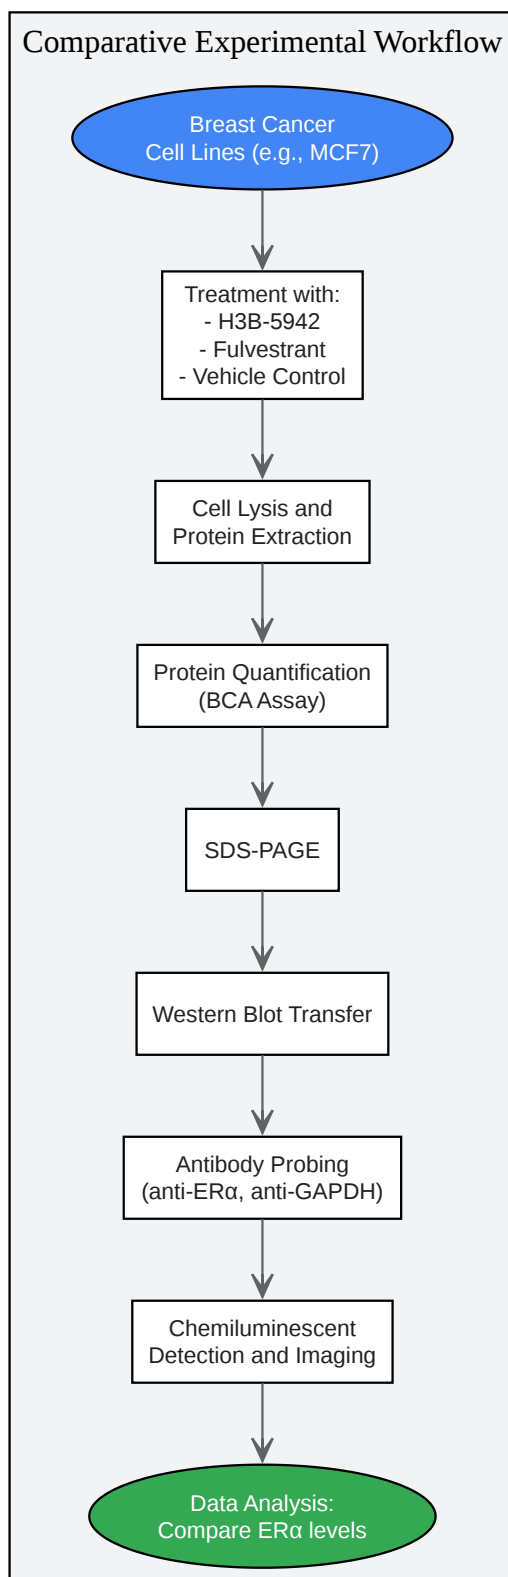 Comparative Experimental Workflow
Breast Cancer
Cell Lines (e.g., MCF7)
Treatment with:
- H3B-5942
- Fulvestrant
- Vehicle Control
Cell Lysis and
Protein Extraction
Protein Quantification
(BCA Assay)
SDS-PAGE
Western Blot Transfer
Antibody Probing
(anti-ERα, anti-GAPDH)
Chemiluminescent
Detection and Imaging
Data Analysis:
Compare ERα levels